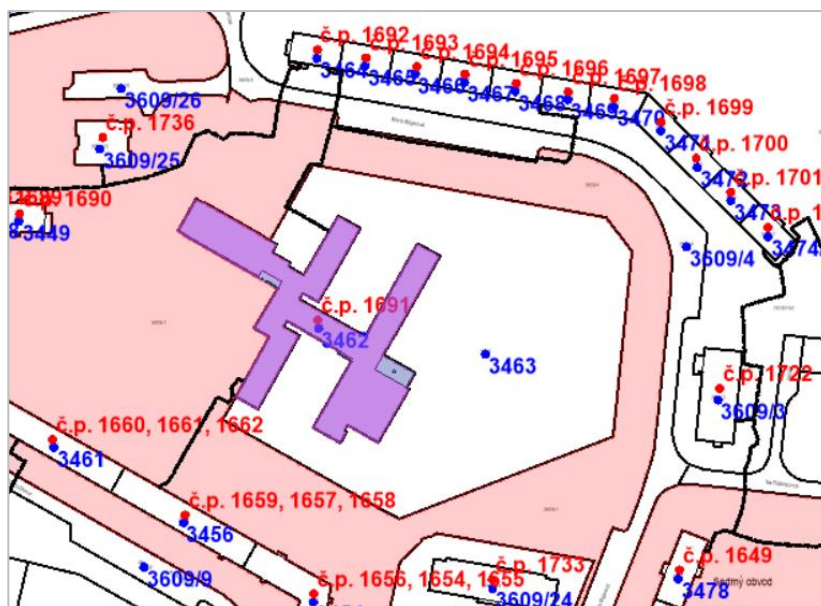 č.p. 1692
č.p. 1693
č.p. 1694
č.p. 1695
č.p. 1696
č.p. 1697
č.p. 1698
3464
3465
3466
3467
3468
3469
3470
č.p. 1699
3471
č.p. 1700
3472
č.p. 1701
3473
3474
3609/26
č.p. 1736
3609/25
č.p. 1690
3449
3609/4
č.p. 1691
3462
3463
č.p. 1722
3609/3
č.p. 1660, 1661, 1662
3461
č.p. 1659, 1657, 1658
3456
3609/9
č.p. 1656, 1654, 1655
č.p. 1733
3609/24
č.p. 1649
3478
Sedmý obvod